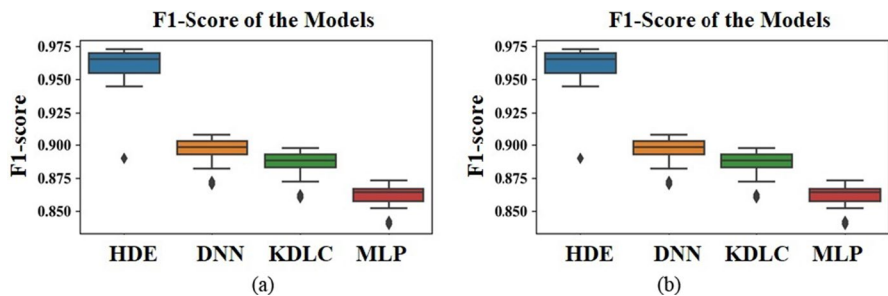 F1-Score of the Models
F1-score
0.975
0.950
0.925
0.900
0.875
0.850
HDE DNN KDLC MLP
(a)
F1-Score of the Models
F1-score
0.975
0.950
0.925
0.900
0.875
0.850
HDE DNN KDLC MLP
(b)